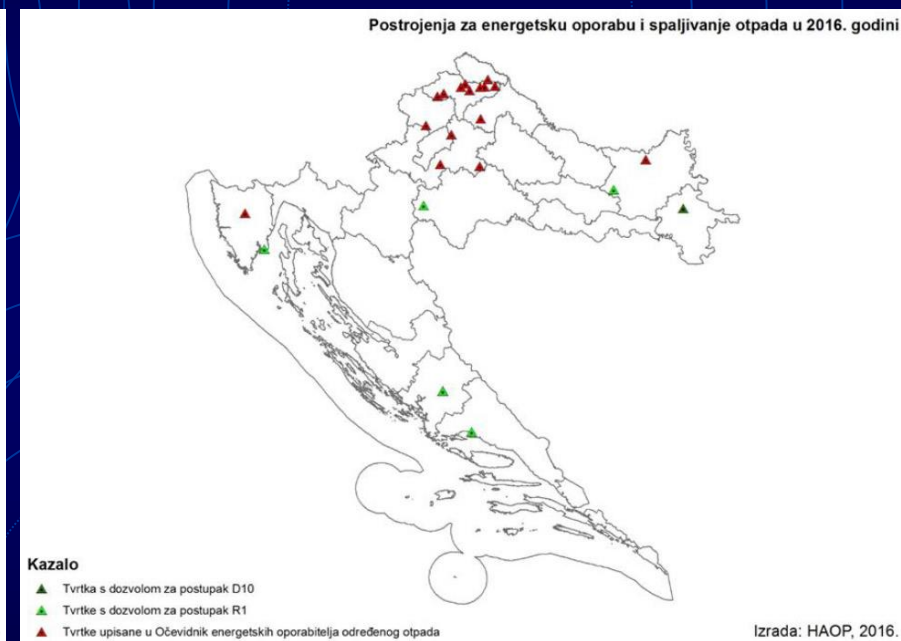 Postrojenja za energetsku oporabu i spaljivanje otpada u 2016. godini
Kazalo
Tvrtka s dozvolom za postupak D10
Tvrtke s dozvolom za postupak R1
Tvrtke upisane u Očevidnik energetskih oporabitelja određenog otpada
Izrada: HAOP, 2016.